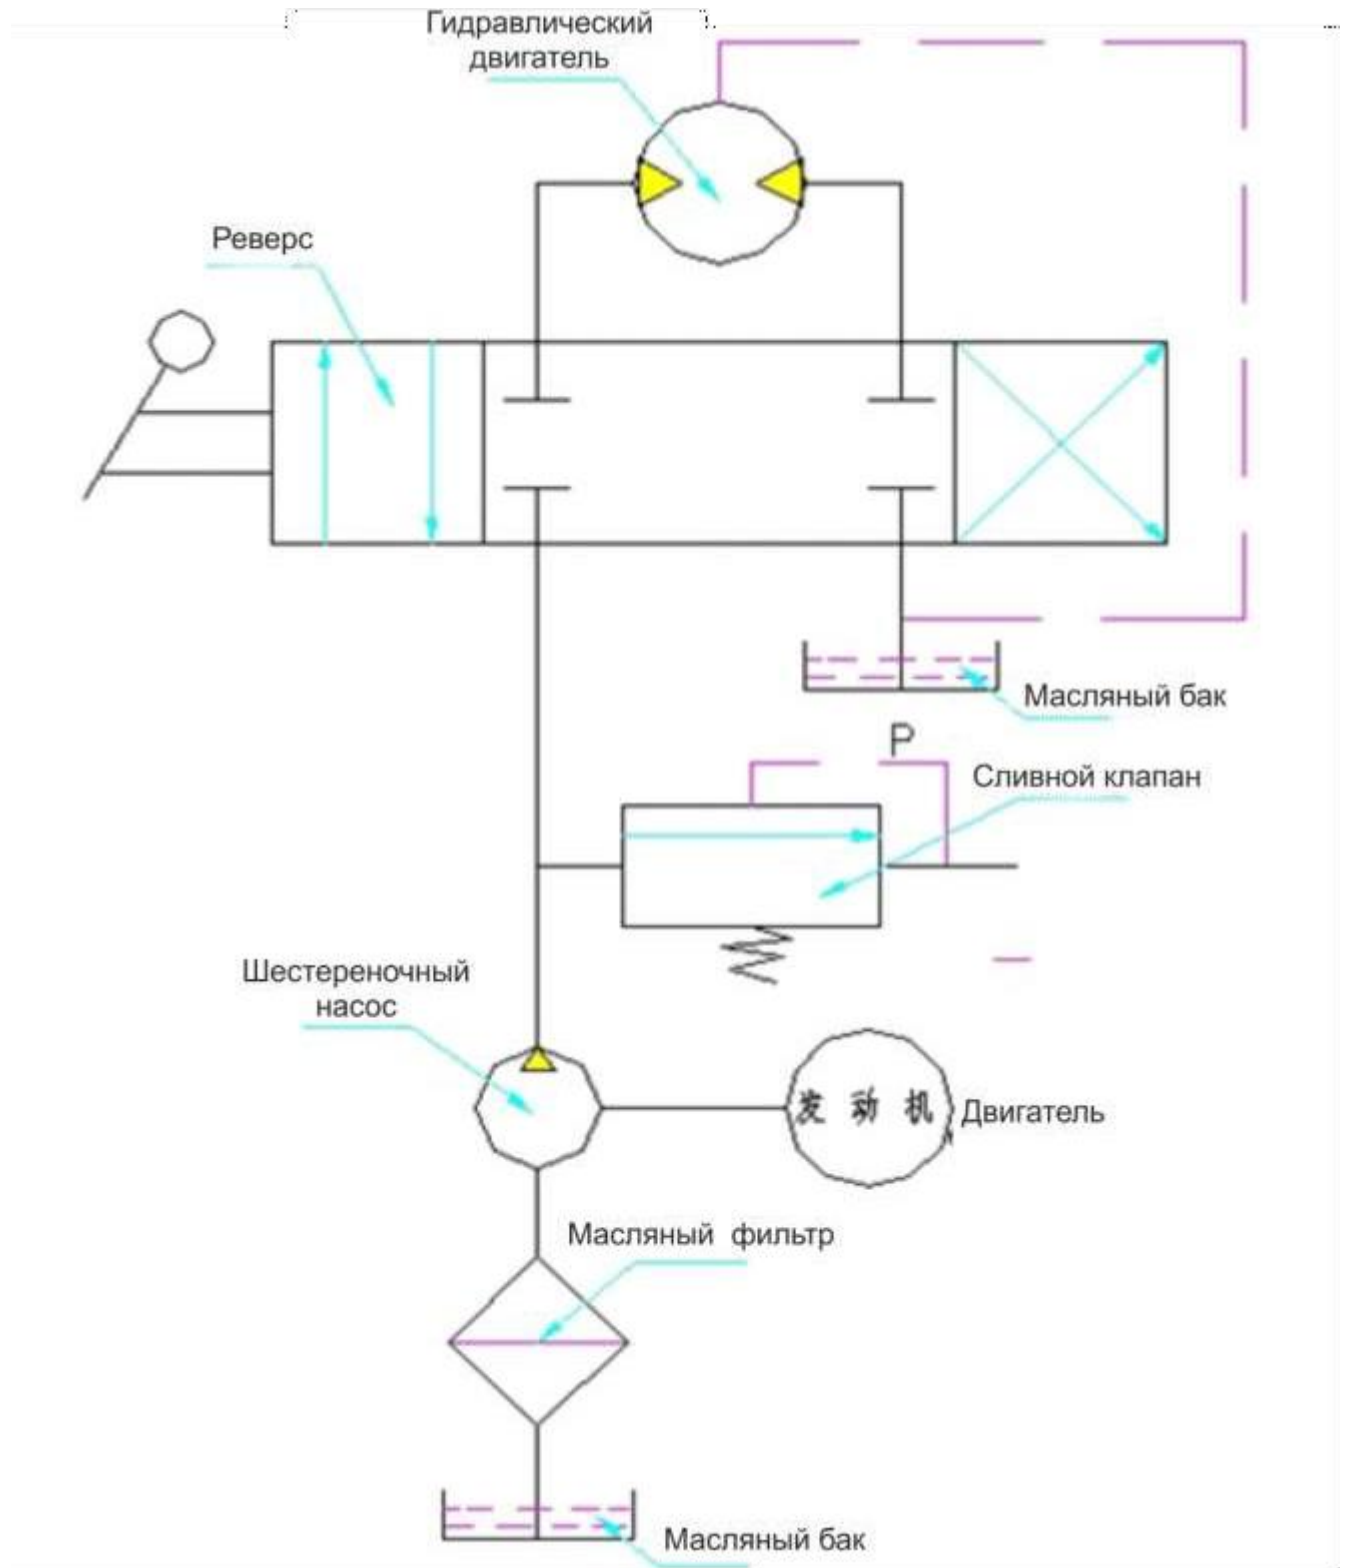 Гидравлический
двигатель
Реверс
Масляный бак
P
Сливной клапан
Шестереночный
насос
发动机
Двигатель
Масляный фильтр
Масляный бак